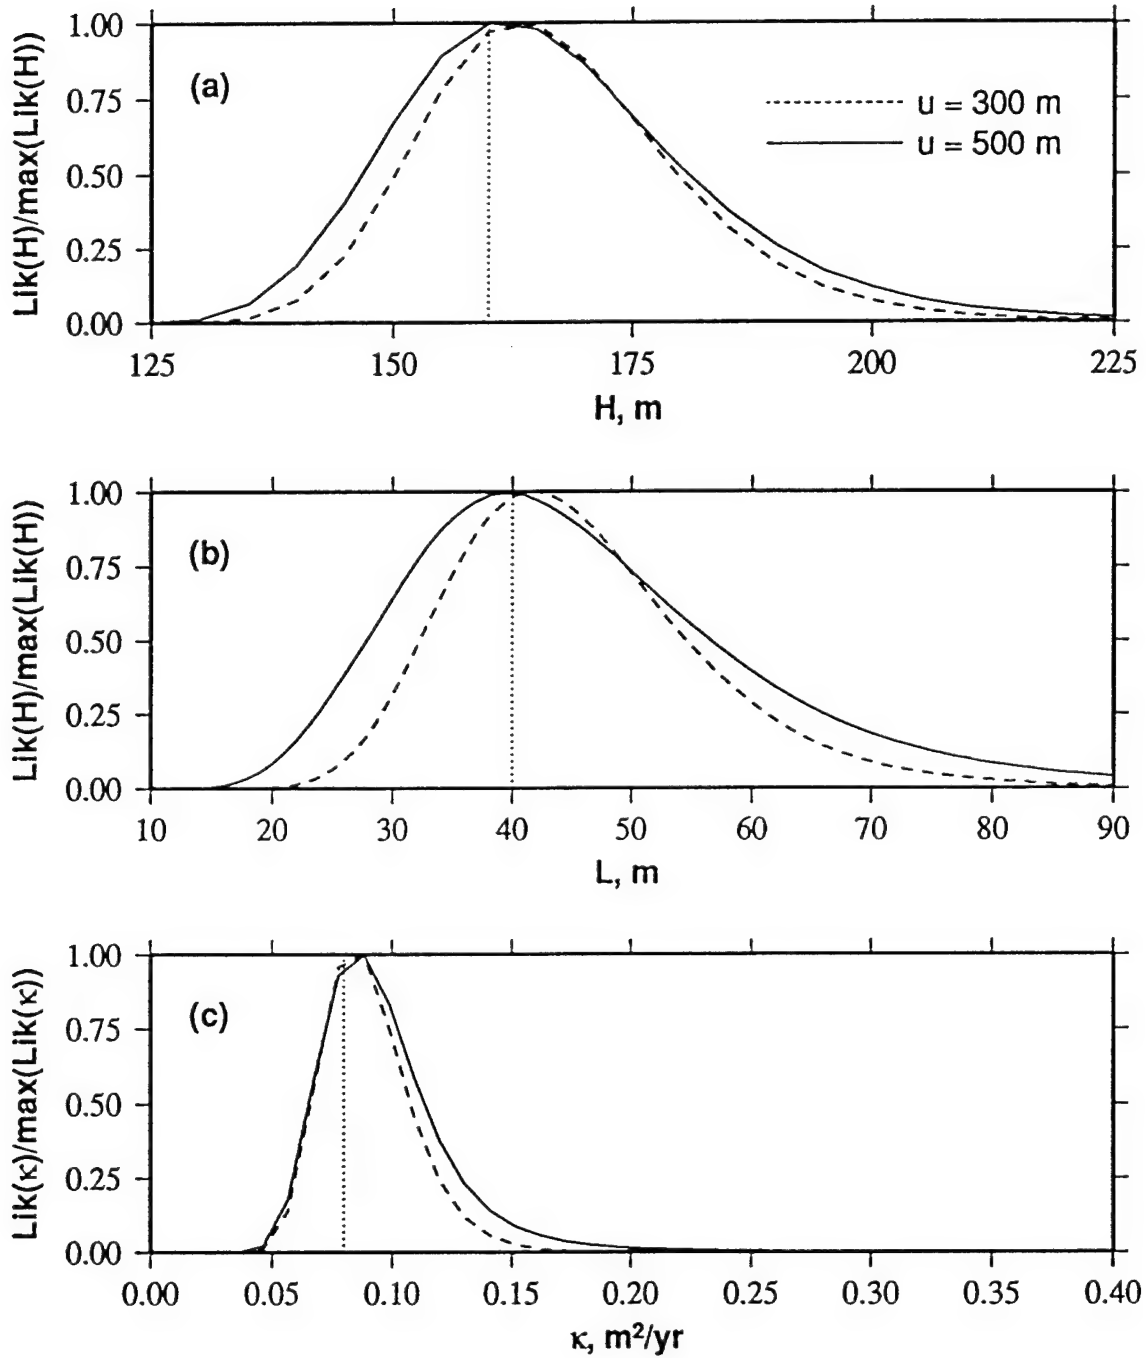 Lik(H)/max(Lik(H))
1.00
0.75
0.50
0.25
0.00
(a)
u = 300 m
u = 500 m
125 150 175 200 225
H, m
Lik(H)/max(Lik(H))
1.00
0.75
0.50
0.25
0.00
(b)
10 20 30 40 50 60 70 80 90
L, m
Lik(κ)/max(Lik(κ))
1.00
0.75
0.50
0.25
0.00
(c)
0.00 0.05 0.10 0.15 0.20 0.25 0.30 0.35 0.40
κ, m²/yr